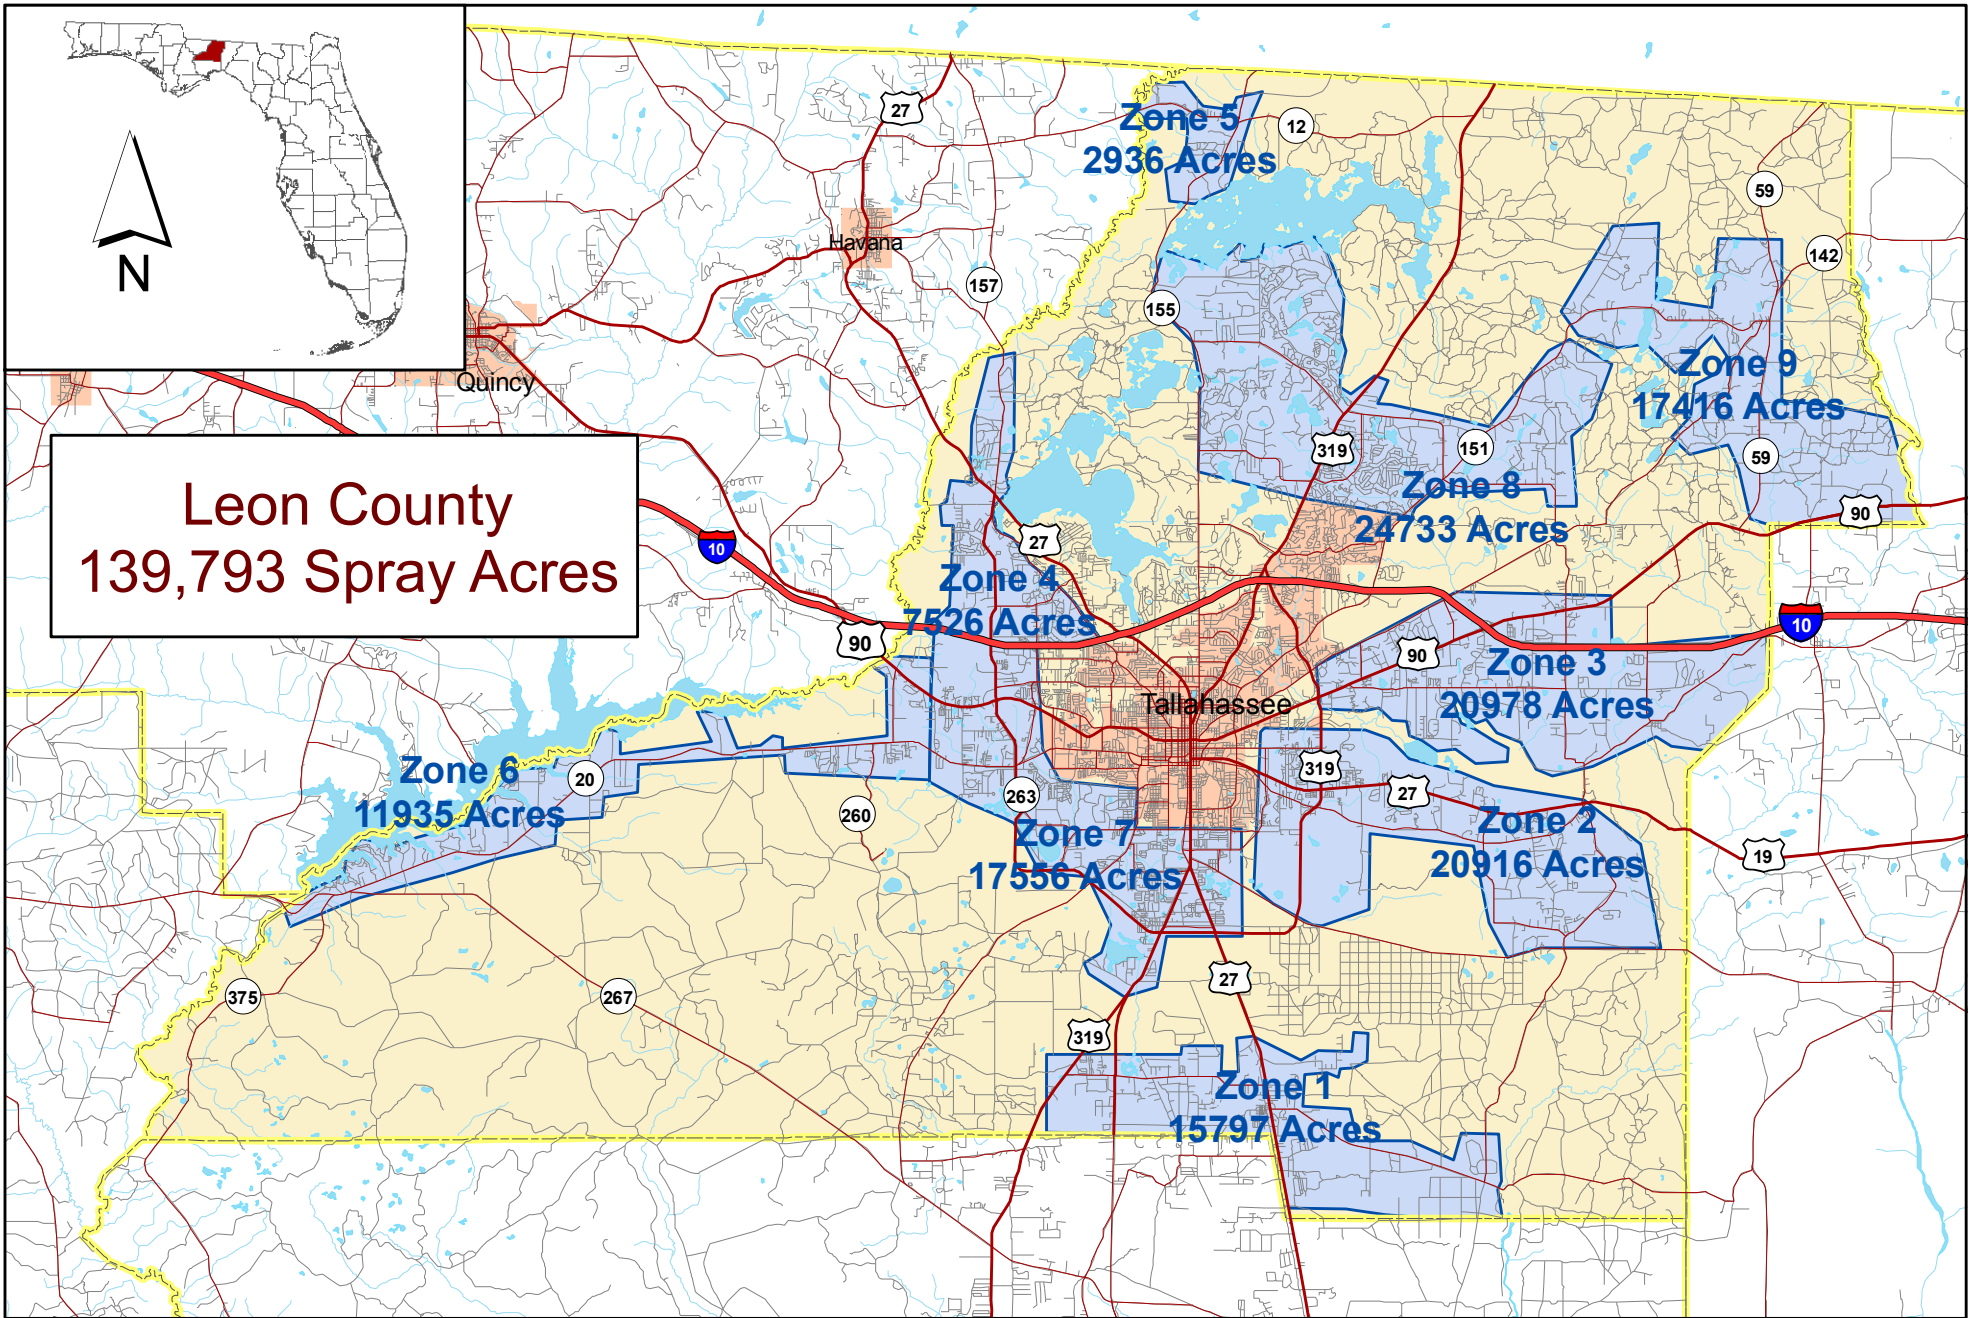 N
Leon County
139,793 Spray Acres
27
Zone 5
2936 Acres
12
59
142
Havana
157
155
Quincy
Zone 9
17416 Acres
319
151
59
Zone 8
24733 Acres
90
10
27
Zone 4
7526 Acres
90
10
90
Zone 3
20978 Acres
Tallahassee
Zone 6
11935 Acres
20
319
27
263
260
Zone 7
17556 Acres
Zone 2
20916 Acres
19
375
267
27
319
Zone 1
15797 Acres